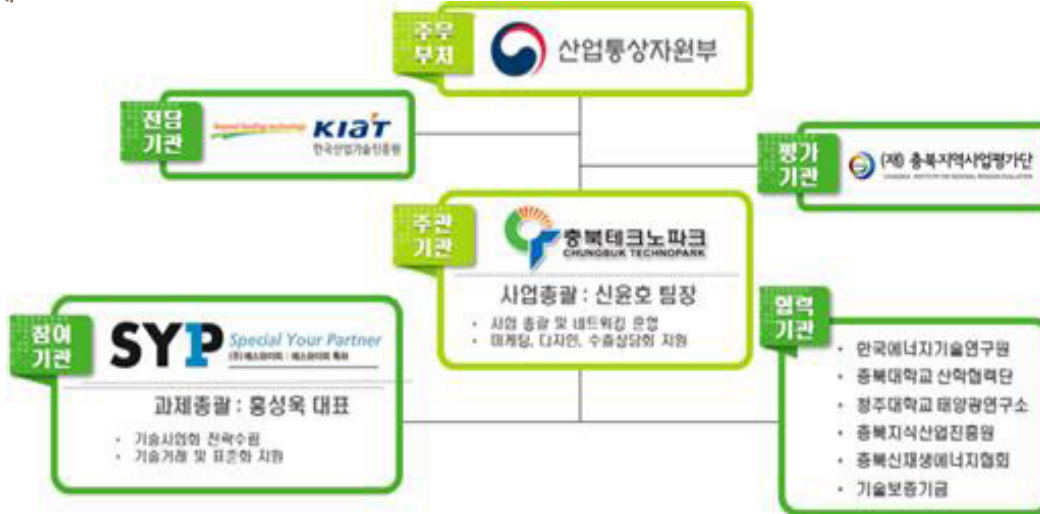 주무
부처
산업통상자원부
전담
기관
KIAT
한국산업기술진흥원
평가
기관
(재) 충북지역사업평가단
주관
기관
충북테크노파크
CHUNGBUK TECHNOPARK
사업총괄 : 신윤호 팀장
• 사업 총괄 및 네트워킹 운영
• 마케팅, 디자인, 수출상담회 지원
참여
기관
SYP
Special Your Partner
과제총괄 : 홍성욱 대표
• 기술사업화 전략수립
• 기술거래 및 표준화 지원
협력
기관
• 한국에너지기술연구원
• 충북대학교 산학협력단
• 청주대학교 태양광연구소
• 충북지식산업진흥원
• 충북신재생에너지협회
• 기술보증기금